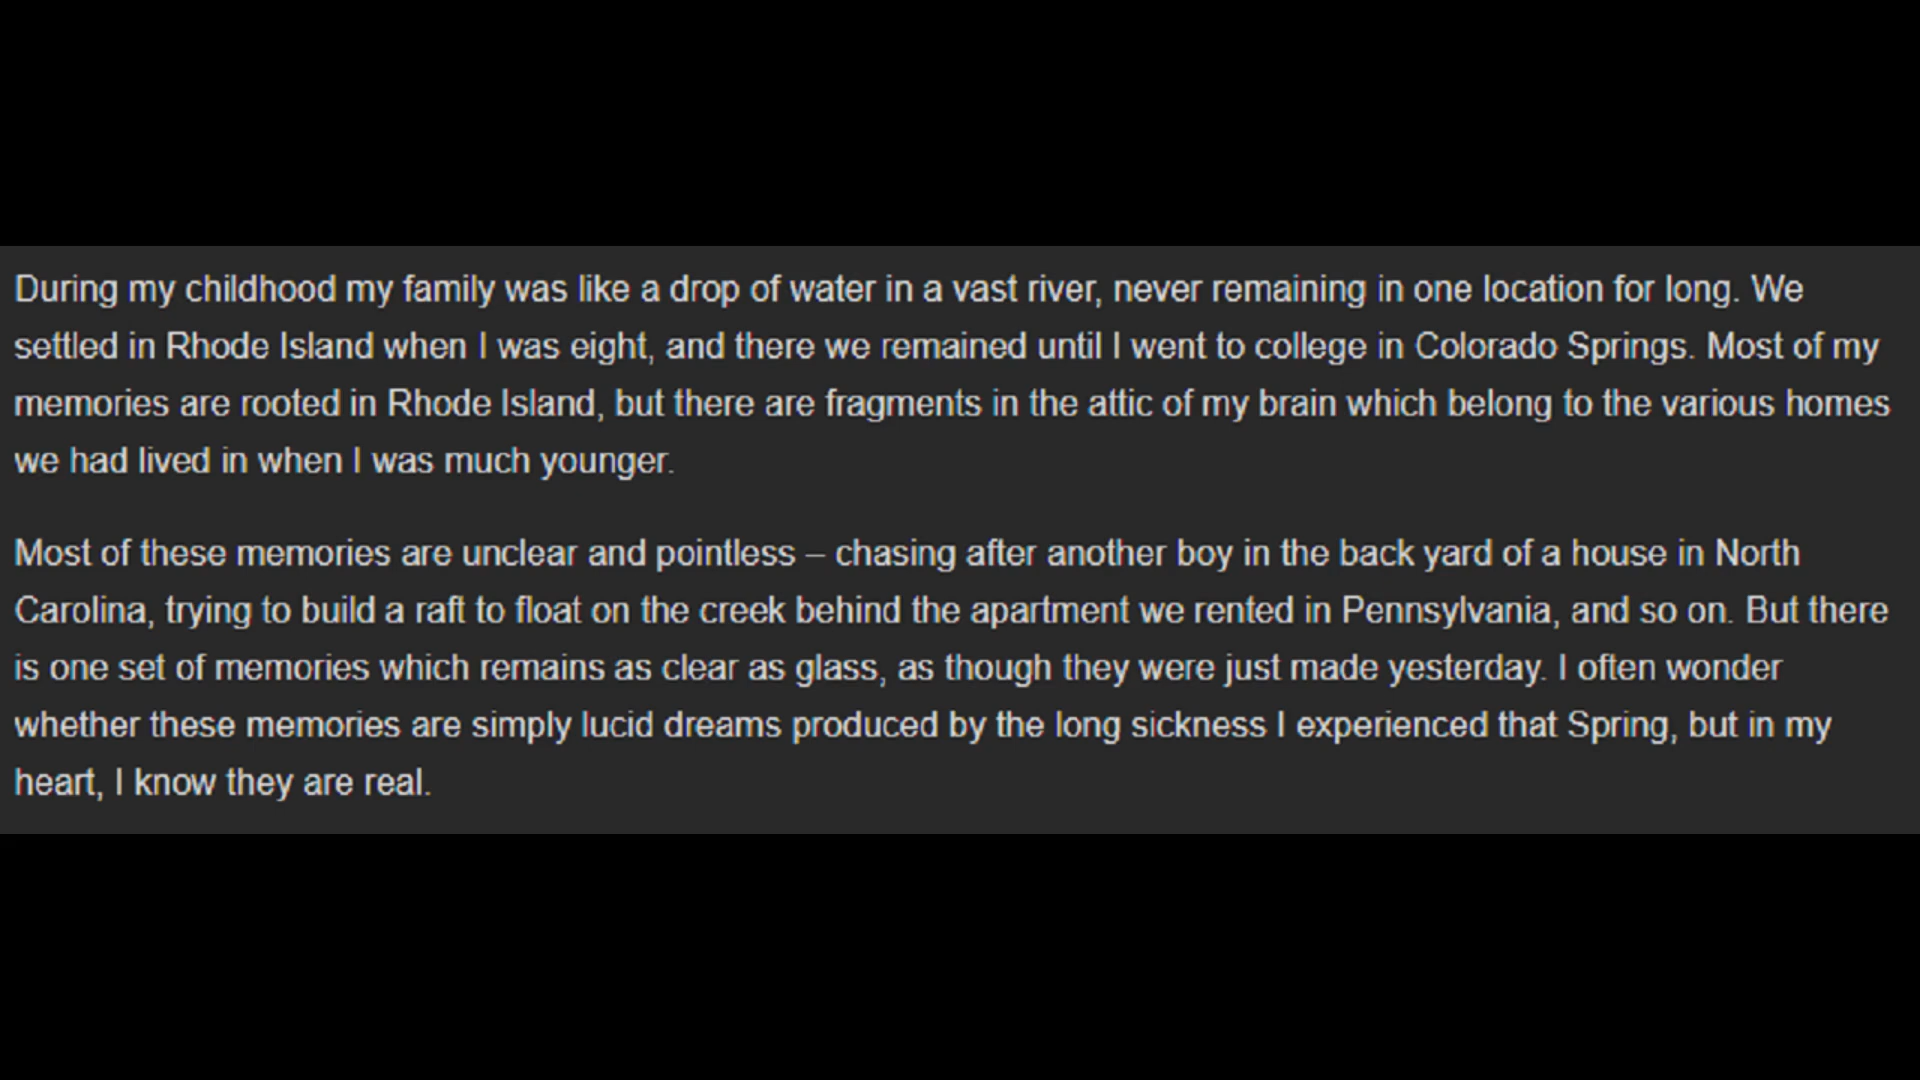 During my childhood my family was like a drop of water in a vast river, never remaining in one location for long. We
settled in Rhode Island when I was eight, and there we remained until I went to college in Colorado Springs. Most of my
memories are rooted in Rhode Island, but there are fragments in the attic of my brain which belong to the various homes
we had lived in when I was much younger.
Most of these memories are unclear and pointless – chasing after another boy in the back yard of a house in North
Carolina, trying to build a raft to float on the creek behind the apartment we rented in Pennsylvania, and so on. But there
is one set of memories which remains as clear as glass, as though they were just made yesterday. I often wonder
whether these memories are simply lucid dreams produced by the long sickness I experienced that Spring, but in my
heart, I know they are real.